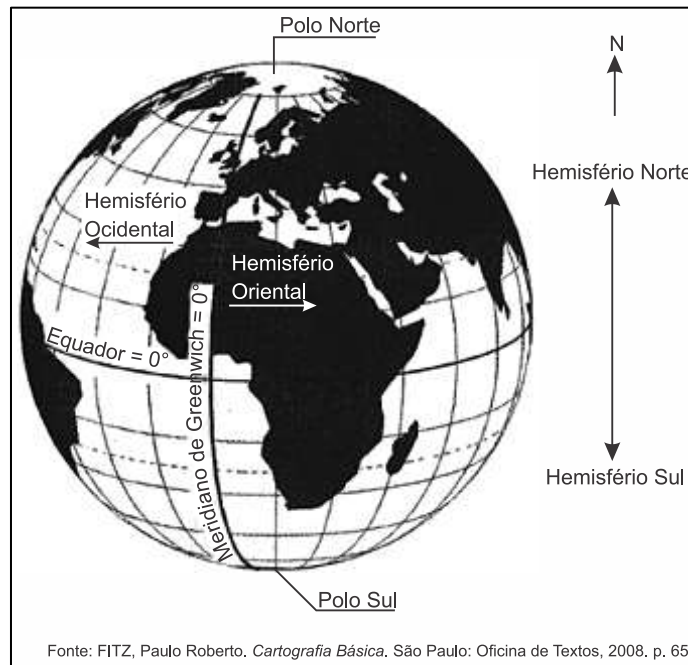 Polo Norte
N
Hemisfério Norte
Hemisfério
Ocidental
Hemisfério
Oriental
Equador = 0°
Meridiano de Greenwich = 0°
Hemisfério Sul
Polo Sul
Fonte: FITZ, Paulo Roberto. Cartografia Básica. São Paulo: Oficina de Textos, 2008. p. 65